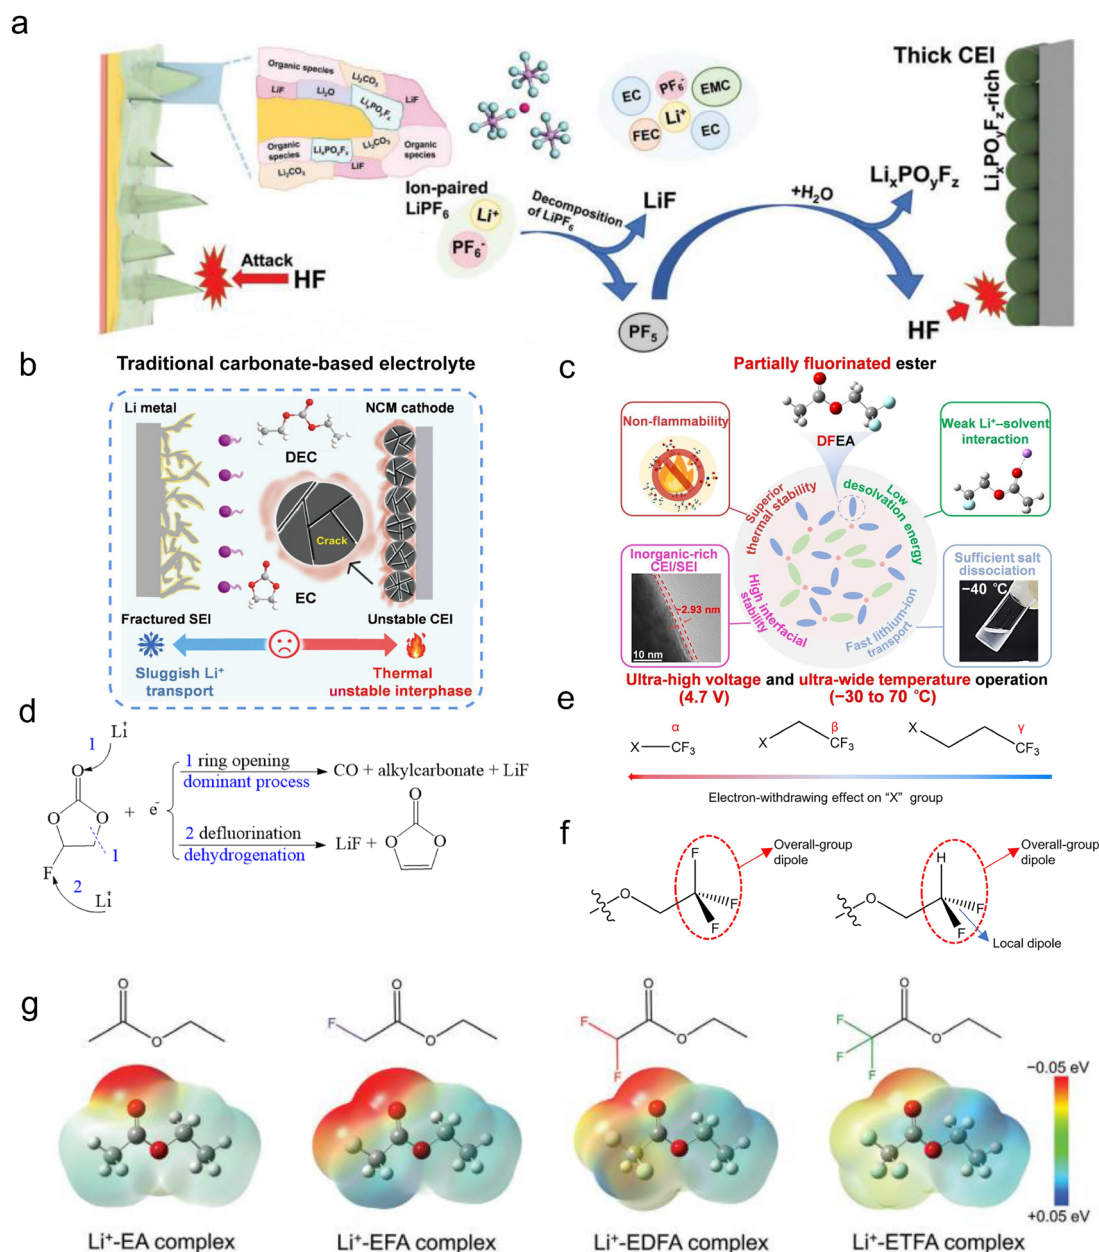 a
Organic species
Li₂CO₃
LiF
Li₂O
LiₓPOᵧF_z
LiF
Organic
species
LiₓPOᵧF_z
Li₂CO₃
Organic
species
Li₂CO₃
LiF
Attack
HF
EC
PF₆⁻
EMC
Li⁺
FEC
EC
Ion-paired
LiPF₆
Li⁺
PF₆⁻
Decomposition
of LiPF₆
LiF
PF₅
+H₂O
LiₓPOᵧF_z
HF
Thick CEI
LiₓPOᵧF_z-rich
b
Traditional carbonate-based electrolyte
Li metal
NCM cathode
DEC
Crack
EC
Fractured SEI
Unstable CEI
Sluggish Li⁺
transport
Thermal
unstable interphase
c
Partially fluorinated ester
DFEA
Non-flammability
Weak Li⁺–solvent
interaction
Superior
thermal stability
Low
desolvation energy
Inorganic-rich
CEI/SEI
~2.93 nm
10 nm
High interfacial
stability
Fast lithium-ion
transport
Sufficient salt
dissociation
−40 °C
Ultra-high voltage and ultra-wide temperature operation
(4.7 V)
(−30 to 70 °C)
d
1
Li⁺
O
O
O
F
1
2
Li⁺
+ e⁻
1 ring opening
dominant process
CO + alkylcarbonate + LiF
2 defluorination
dehydrogenation
LiF +
O
O
O
e
X
α
CF₃
X
β
CF₃
X
γ
CF₃
Electron-withdrawing effect on "X" group
f
O
F
F
F
Overall-group
dipole
O
H
F
F
Overall-group
dipole
Local dipole
g
O
O
F
O
O
F
F
O
O
F
F
F
O
O
−0.05 eV
+0.05 eV
Li⁺-EA complex
Li⁺-EFA complex
Li⁺-EDFA complex
Li⁺-ETFA complex